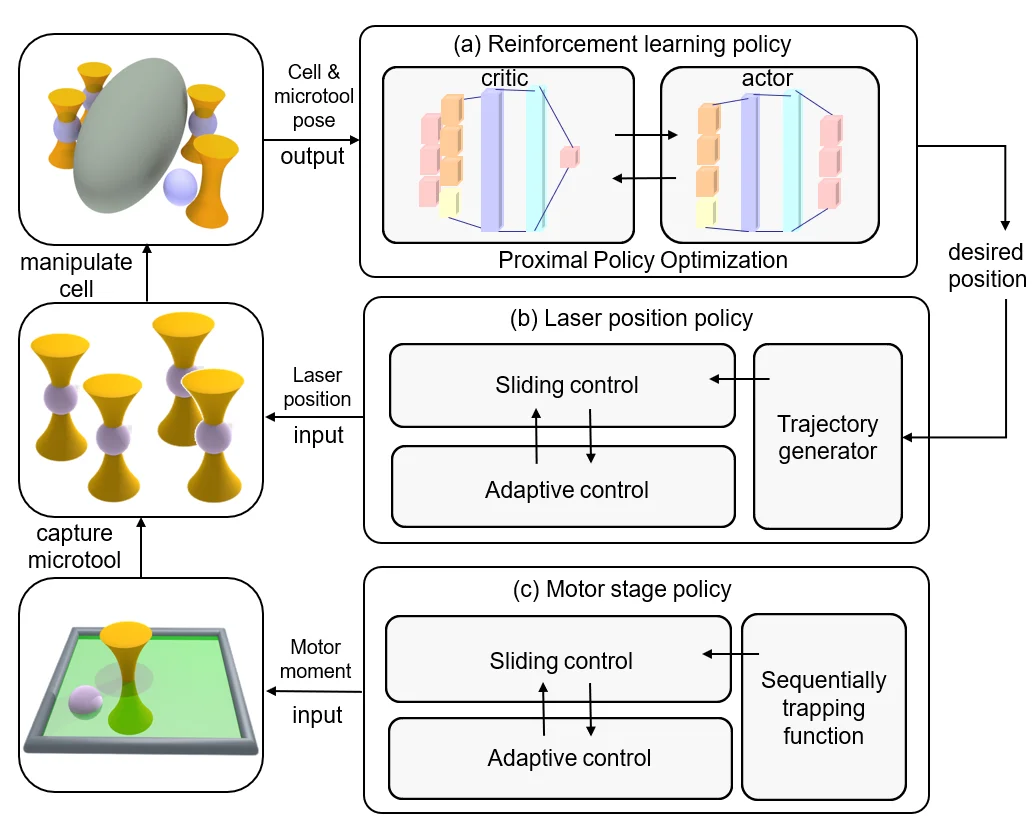 (a) Reinforcement learning policy
critic
actor
Proximal Policy Optimization
Cell &
microtool
pose
output
desired
position
manipulate
cell
(b) Laser position policy
Sliding control
Adaptive control
Trajectory
generator
Laser
position
input
capture
microtool
(c) Motor stage policy
Sliding control
Adaptive control
Sequentially
trapping
function
Motor
moment
input